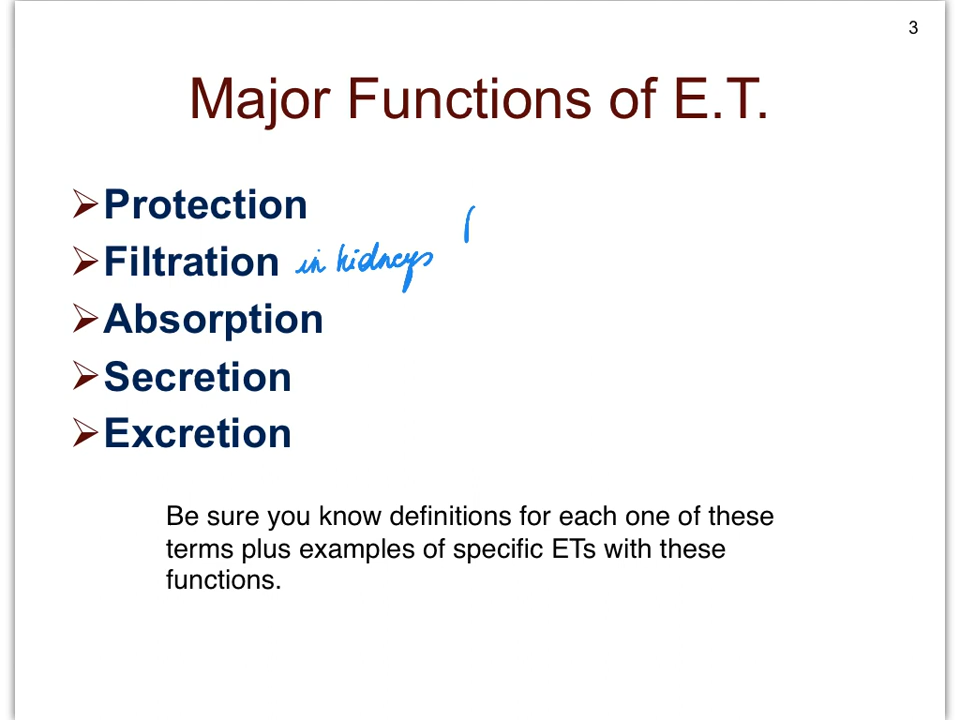 3
Major Functions of E.T.
Protection
Filtration in kidneys
Absorption
Secretion
Excretion
Be sure you know definitions for each one of these
terms plus examples of specific ETs with these
functions.